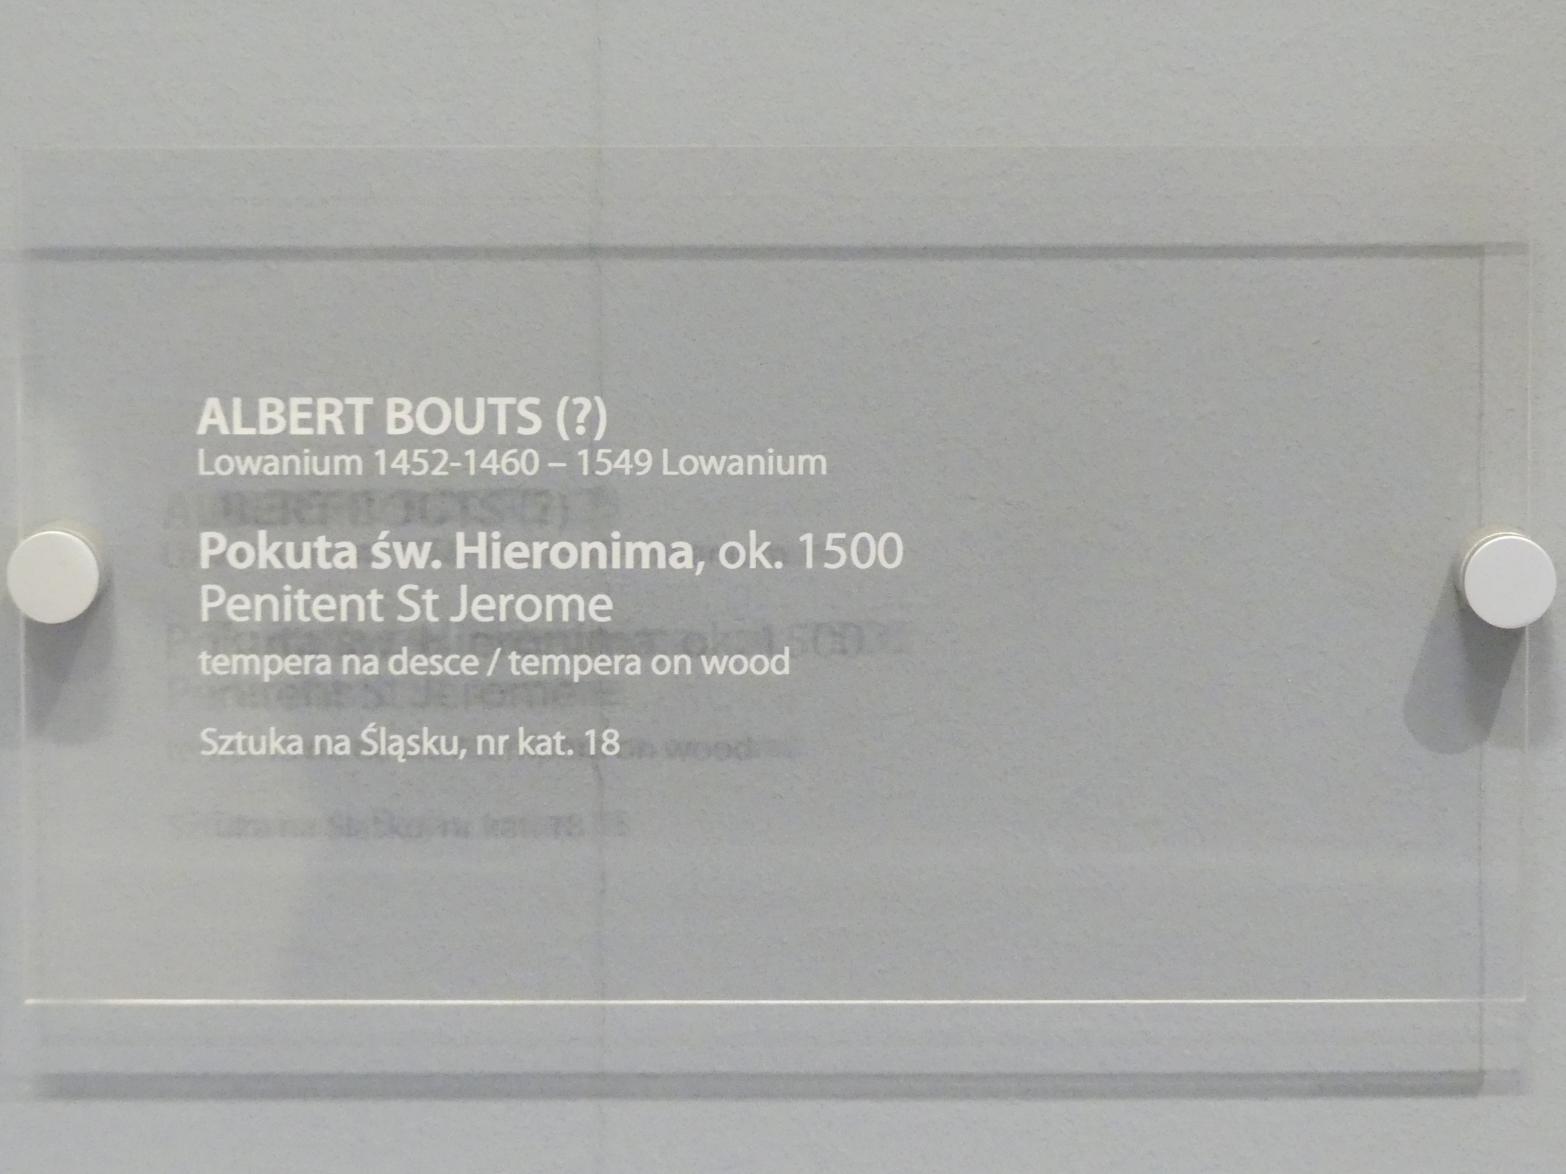 ALBERT BOUTS (?)
Lowanium 1452-1460 – 1549 Lowanium
Pokuta św. Hieronima, ok. 1500
Penitent St Jerome
tempera na desce / tempera on wood
Sztuka na Śląsku, nr kat. 18